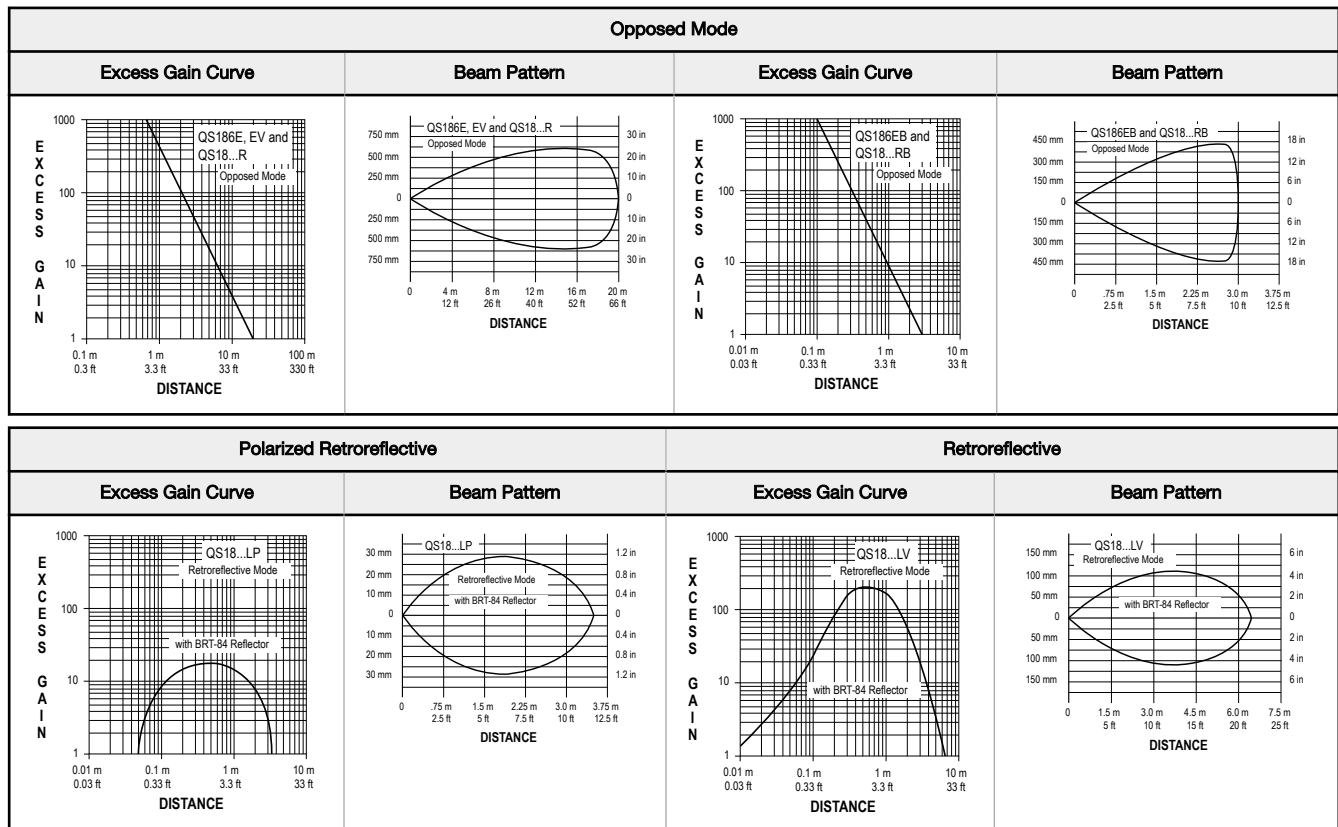 Opposed Mode
Excess Gain Curve
Beam Pattern
Excess Gain Curve
Beam Pattern
EXCESS GAIN
1000
100
10
1
QS186E, EV and
QS18...R
Opposed Mode
0.1 m 1 m 10 m 100 m
0.3 ft 3.3 ft 33 ft 330 ft
DISTANCE
QS186E, EV and QS18...R
Opposed Mode
750 mm 30 in
500 mm 20 in
250 mm 10 in
0 0
250 mm 10 in
500 mm 20 in
750 mm 30 in
0 4 m 8 m 12 m 16 m 20 m
12 ft 26 ft 40 ft 52 ft 66 ft
DISTANCE
EXCESS GAIN
1000
100
10
1
QS186EB and
QS18...RB
Opposed Mode
0.01 m 0.1 m 1.0 m 10 m
0.03 ft 0.33 ft 3.3 ft 33 ft
DISTANCE
QS186EB and QS18...RB
Opposed Mode
450 mm 18 in
300 mm 12 in
150 mm 6 in
0 0
150 mm 6 in
300 mm 12 in
450 mm 18 in
0 .75 m 1.5 m 2.25 m 3.0 m 3.75 m
2.5 ft 5 ft 7.5 ft 10 ft 12.5 ft
DISTANCE
Polarized Retroreflective
Retroreflective
Excess Gain Curve
Beam Pattern
Excess Gain Curve
Beam Pattern
EXCESS GAIN
1000
100
10
1
QS18...LP
Retroreflective Mode
with BRT-84 Reflector
0.01 m 0.1 m 1 m 10 m
0.03 ft 0.33 ft 3.3 ft 33 ft
DISTANCE
QS18...LP
Retroreflective Mode
with BRT-84 Reflector
30 mm 1.2 in
20 mm 0.8 in
10 mm 0.4 in
0 0
10 mm 0.4 in
20 mm 0.8 in
30 mm 1.2 in
0 .75 m 1.5 m 2.25 m 3.0 m 3.75 m
2.5 ft 5 ft 7.5 ft 10 ft 12.5 ft
DISTANCE
EXCESS GAIN
1000
100
10
1
QS18...LV
Retroreflective Mode
with BRT-84 Reflector
0.01 m 0.1 m 1 m 10 m
0.03 ft 0.33 ft 3.3 ft 33 ft
DISTANCE
QS18...LV
Retroreflective Mode
with BRT-84 Reflector
150 mm 6 in
100 mm 4 in
50 mm 2 in
0 0
50 mm 2 in
100 mm 4 in
150 mm 6 in
0 1.5 m 3.0 m 4.5 m 6.0 m 7.5 m
5 ft 10 ft 15 ft 20 ft 25 ft
DISTANCE